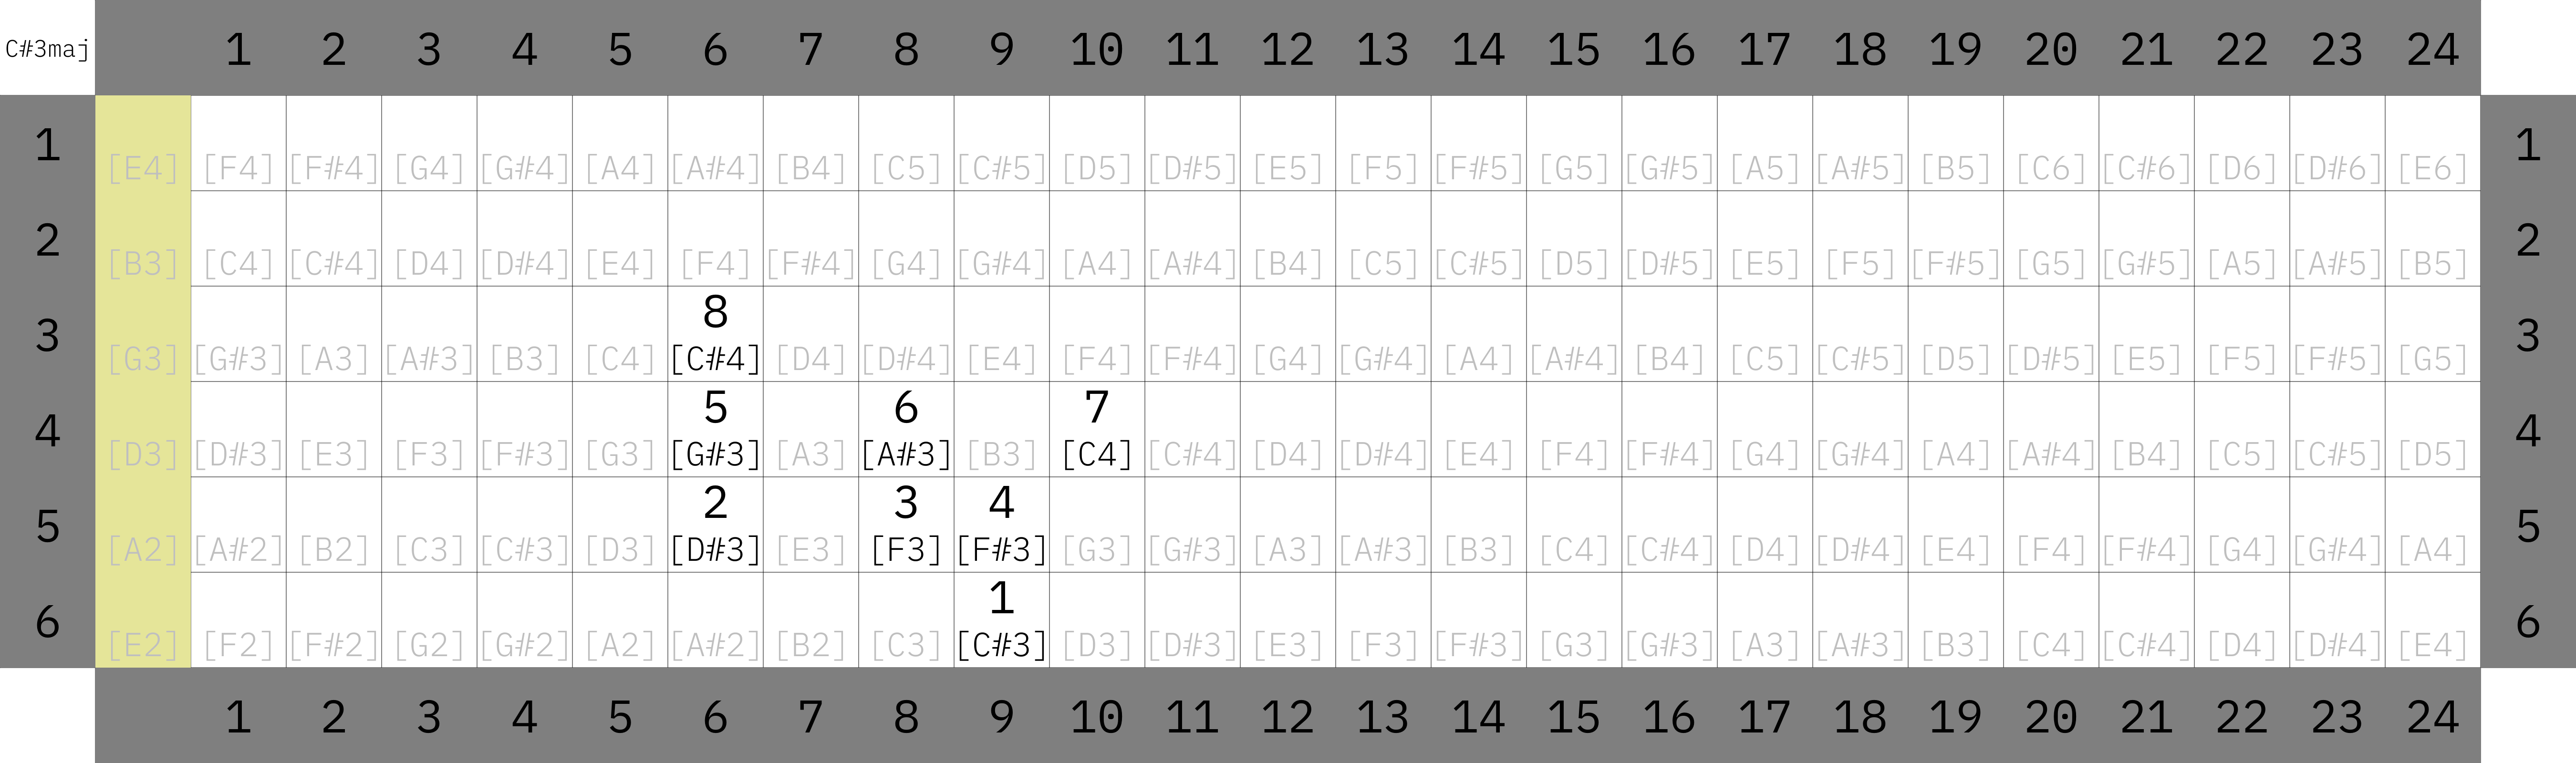 C#3maj 1 2 3 4 5 6 7 8 9 10 11 12 13 14 15 16 17 18 19 20 21 22 23 24
1 [E4] [F4] [F#4] [G4] [G#4] [A4] [A#4] [B4] [C5] [C#5] [D5] [D#5] [E5] [F5] [F#5] [G5] [G#5] [A5] [A#5] [B5] [C6] [C#6] [D6] [D#6] [E6] 1
2 [B3] [C4] [C#4] [D4] [D#4] [E4] [F4] [F#4] [G4] [G#4] [A4] [A#4] [B4] [C5] [C#5] [D5] [D#5] [E5] [F5] [F#5] [G5] [G#5] [A5] [A#5] [B5] 2
8
3 [G3] [G#3] [A3] [A#3] [B3] [C4] [C#4] [D4] [D#4] [E4] [F4] [F#4] [G4] [G#4] [A4] [A#4] [B4] [C5] [C#5] [D5] [D#5] [E5] [F5] [F#5] [G5] 3
5 6 7
4 [D3] [D#3] [E3] [F3] [F#3] [G3] [G#3] [A3] [A#3] [B3] [C4] [C#4] [D4] [D#4] [E4] [F4] [F#4] [G4] [G#4] [A4] [A#4] [B4] [C5] [C#5] [D5] 4
2 3 4
5 [A2] [A#2] [B2] [C3] [C#3] [D3] [D#3] [E3] [F3] [F#3] [G3] [G#3] [A3] [A#3] [B3] [C4] [C#4] [D4] [D#4] [E4] [F4] [F#4] [G4] [G#4] [A4] 5
1
6 [E2] [F2] [F#2] [G2] [G#2] [A2] [A#2] [B2] [C3] [C#3] [D3] [D#3] [E3] [F3] [F#3] [G3] [G#3] [A3] [A#3] [B3] [C4] [C#4] [D4] [D#4] [E4] 6
1 2 3 4 5 6 7 8 9 10 11 12 13 14 15 16 17 18 19 20 21 22 23 24